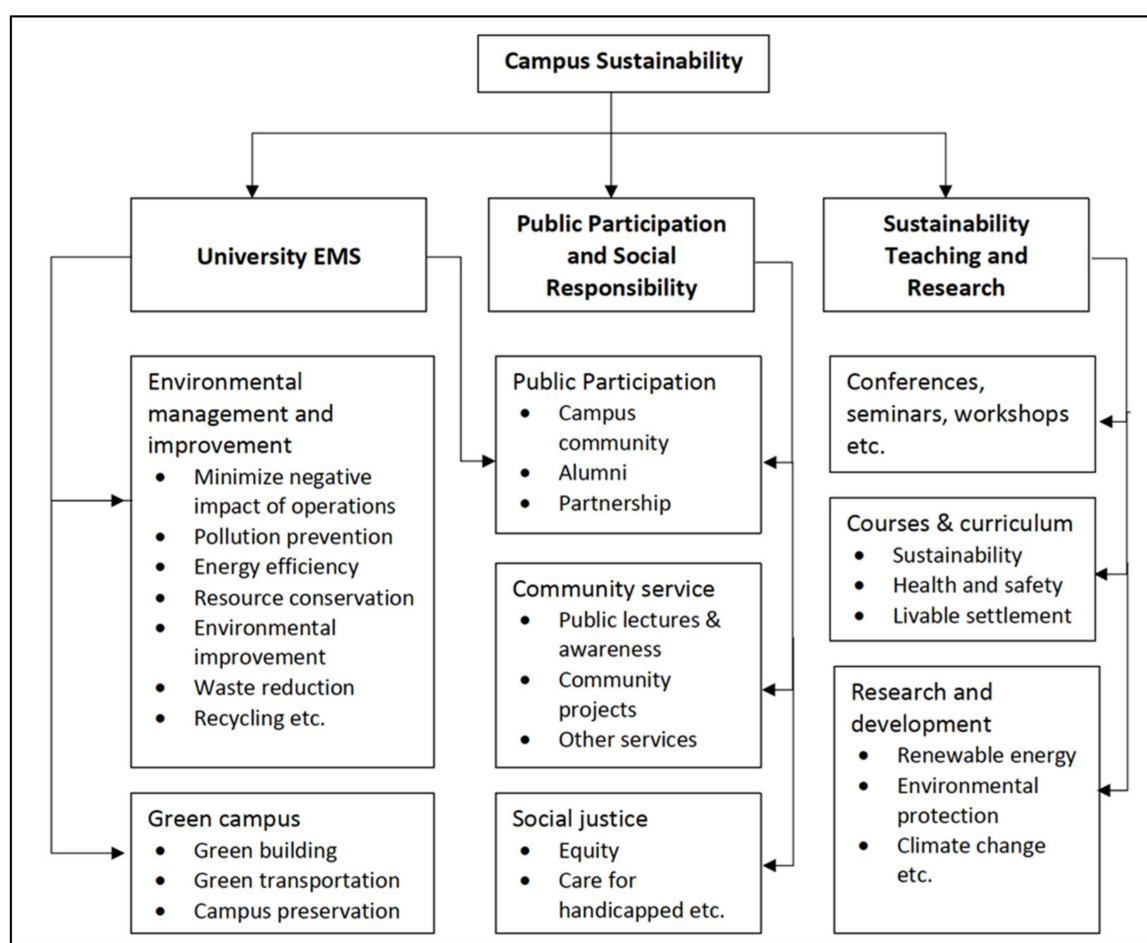 Campus Sustainability
University EMS
Public Participation
and Social
Responsibility
Sustainability
Teaching and
Research
Environmental
management and
improvement
• Minimize negative
impact of operations
• Pollution prevention
• Energy efficiency
• Resource conservation
• Environmental
improvement
• Waste reduction
• Recycling etc.
Green campus
• Green building
• Green transportation
• Campus preservation
Public Participation
• Campus
community
• Alumni
• Partnership
Community service
• Public lectures &
awareness
• Community
projects
• Other services
Social justice
• Equity
• Care for
handicapped etc.
Conferences,
seminars, workshops
etc.
Courses & curriculum
• Sustainability
• Health and safety
• Livable settlement
Research and
development
• Renewable energy
• Environmental
protection
• Climate change
etc.